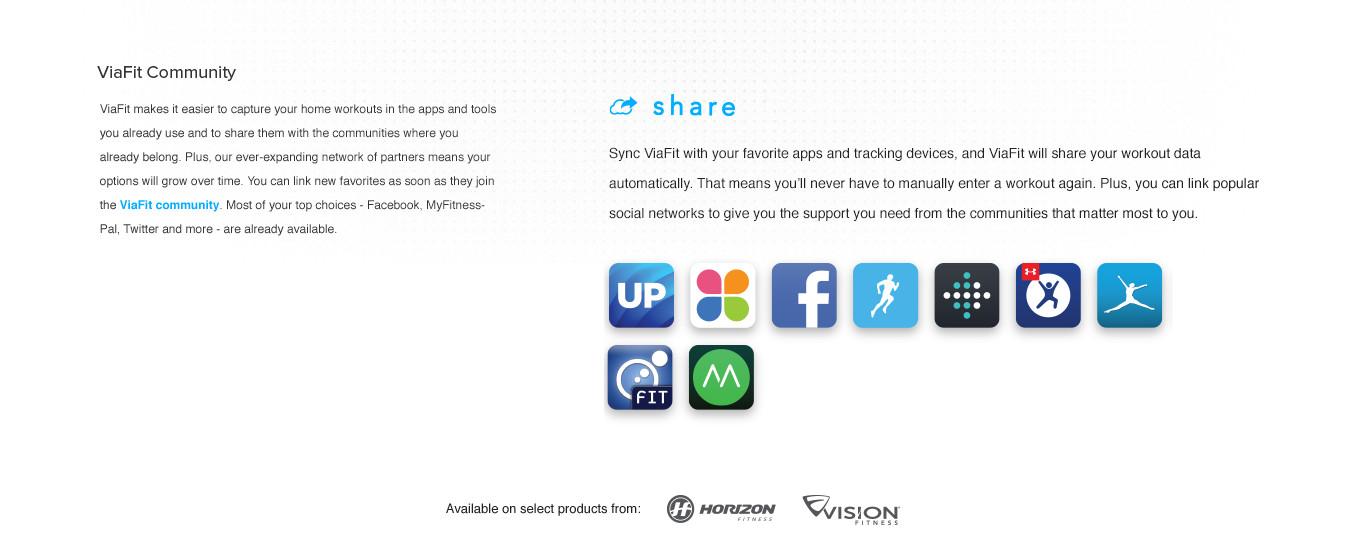 ViaFit Community
ViaFit makes it easier to capture your home workouts in the apps and tools
you already use and to share them with the communities where you
already belong. Plus, our ever-expanding network of partners means your
options will grow over time. You can link new favorites as soon as they join
the ViaFit community. Most of your top choices - Facebook, MyFitness-
Pal, Twitter and more - are already available.
share
Sync ViaFit with your favorite apps and tracking devices, and ViaFit will share your workout data
automatically. That means you'll never have to manually enter a workout again. Plus, you can link popular
social networks to give you the support you need from the communities that matter most to you.
UP
f
FIT
Available on select products from:
HORIZON
FITNESS
VISION
FITNESS